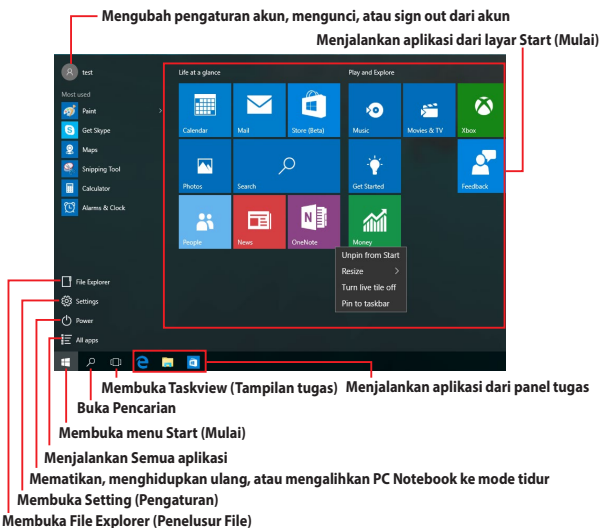 Mengubah pengaturan akun, mengunci, atau sign out dari akun
Menjalankan aplikasi dari layar Start (Mulai)
test
Life at a glance
Play and Explore
Most used
Paint
Get Skype
Maps
Snipping Tool
Calculator
Alarms & Clock
Calendar
Mail
Store (Beta)
Music
Movies & TV
Xbox
Photos
Search
Get Started
Feedback
People
News
OneNote
Money
Unpin from Start
Resize
Turn live tile off
Pin to taskbar
File Explorer
Settings
Power
All apps
Membuka Taskview (Tampilan tugas)
Menjalankan aplikasi dari panel tugas
Buka Pencarian
Membuka menu Start (Mulai)
Menjalankan Semua aplikasi
Mematikan, menghidupkan ulang, atau mengalihkan PC Notebook ke mode tidur
Membuka Setting (Pengaturan)
Membuka File Explorer (Penelusur File)